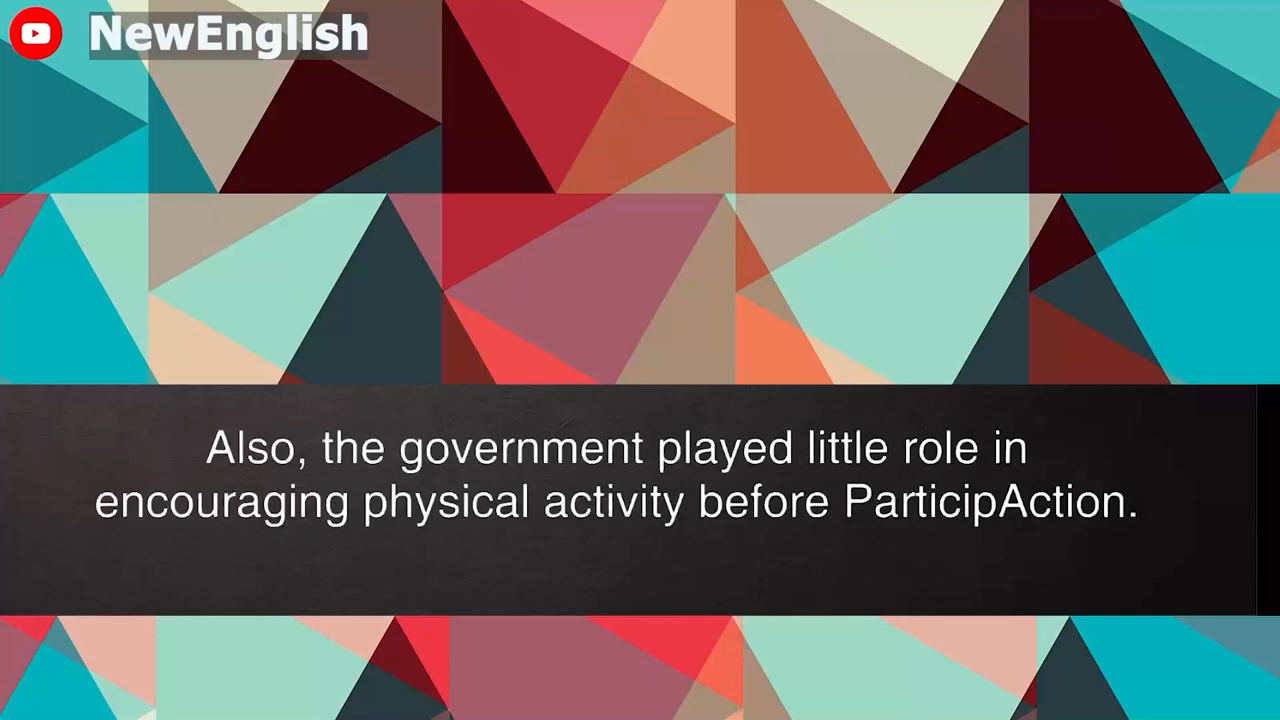 NewEnglish
Also, the government played little role in
encouraging physical activity before ParticipAction.